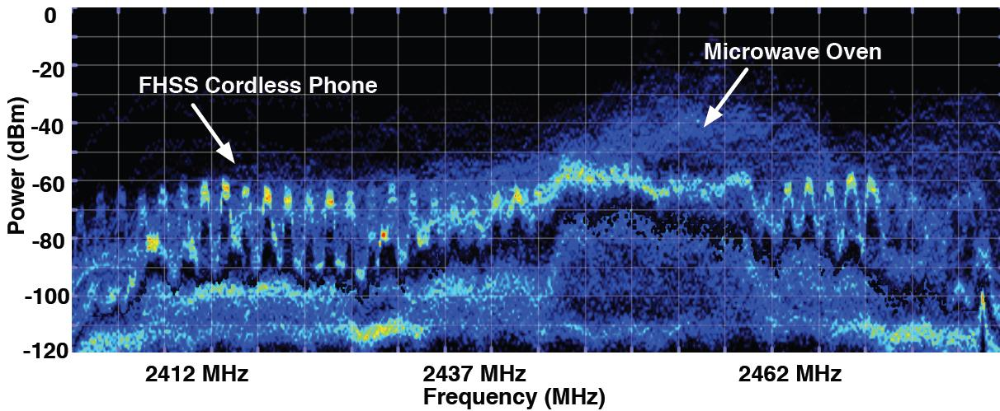 0
-20
-40
-60
-80
-100
-120
Power (dBm)
FHSS Cordless Phone
Microwave Oven
2412 MHz
2437 MHz
2462 MHz
Frequency (MHz)